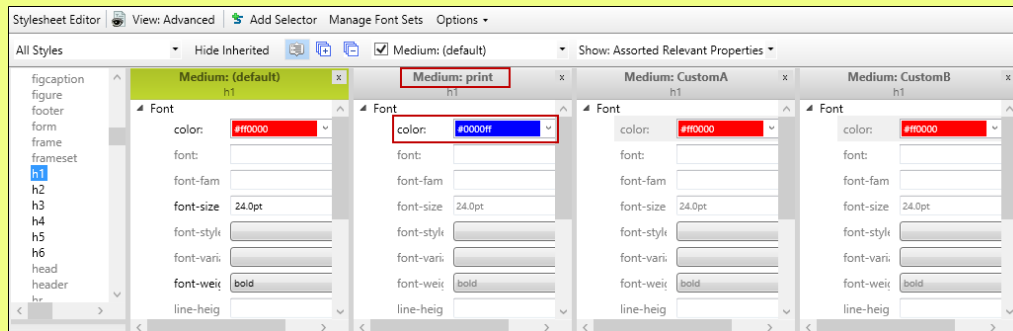 Stylesheet Editor View: Advanced Add Selector Manage Font Sets Options
All Styles Hide Inherited Medium: (default) Show: Assorted Relevant Properties
figcaption
figure
footer
form
frame
frameset
h1
h2
h3
h4
h5
h6
head
header
hr
Medium: (default) x
h1
Font
color: #ff0000
font:
font-fam
font-size 24.0pt
font-style
font-varia
font-weig bold
line-heig
Medium: print x
h1
Font
color: #0000ff
font:
font-fam
font-size 24.0pt
font-style
font-varia
font-weig bold
line-heig
Medium: CustomA x
h1
Font
color: #ff0000
font:
font-fam
font-size 24.0pt
font-style
font-varia
font-weig bold
line-heig
Medium: CustomB x
h1
Font
color: #ff0000
font:
font-fam
font-size 24.0pt
font-style
font-varia
font-weig bold
line-heig